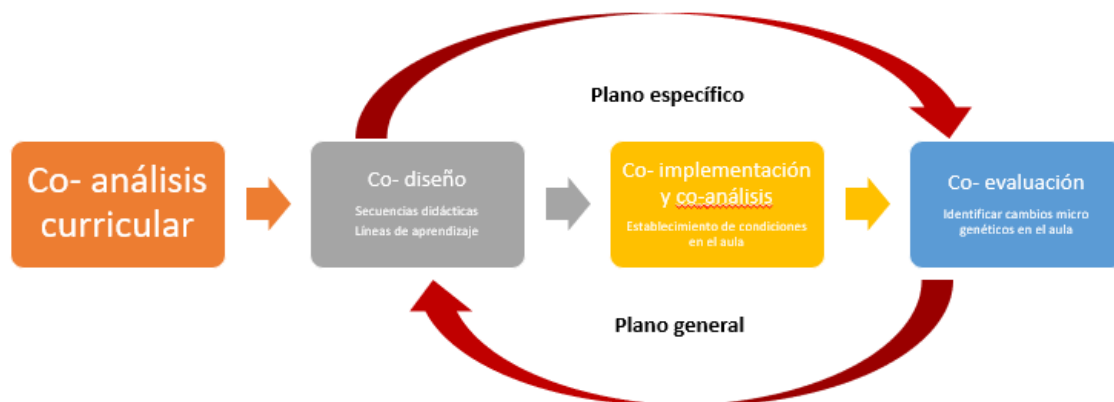 Plano específico
Co- análisis
curricular
Co- diseño
Secuencias didácticas
Líneas de aprendizaje
Co- implementación
y co-análisis
Establecimiento de condiciones
en el aula
Co- evaluación
Identificar cambios micro
genéticos en el aula
Plano general